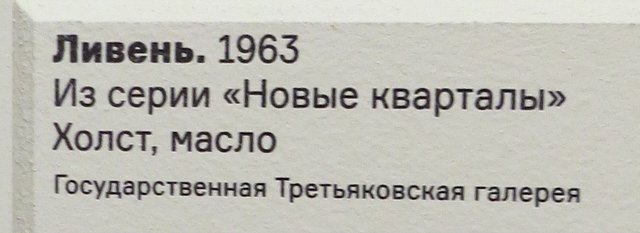 Ливень. 1963
Из серии «Новые кварталы»
Холст, масло
Государственная Третьяковская галерея